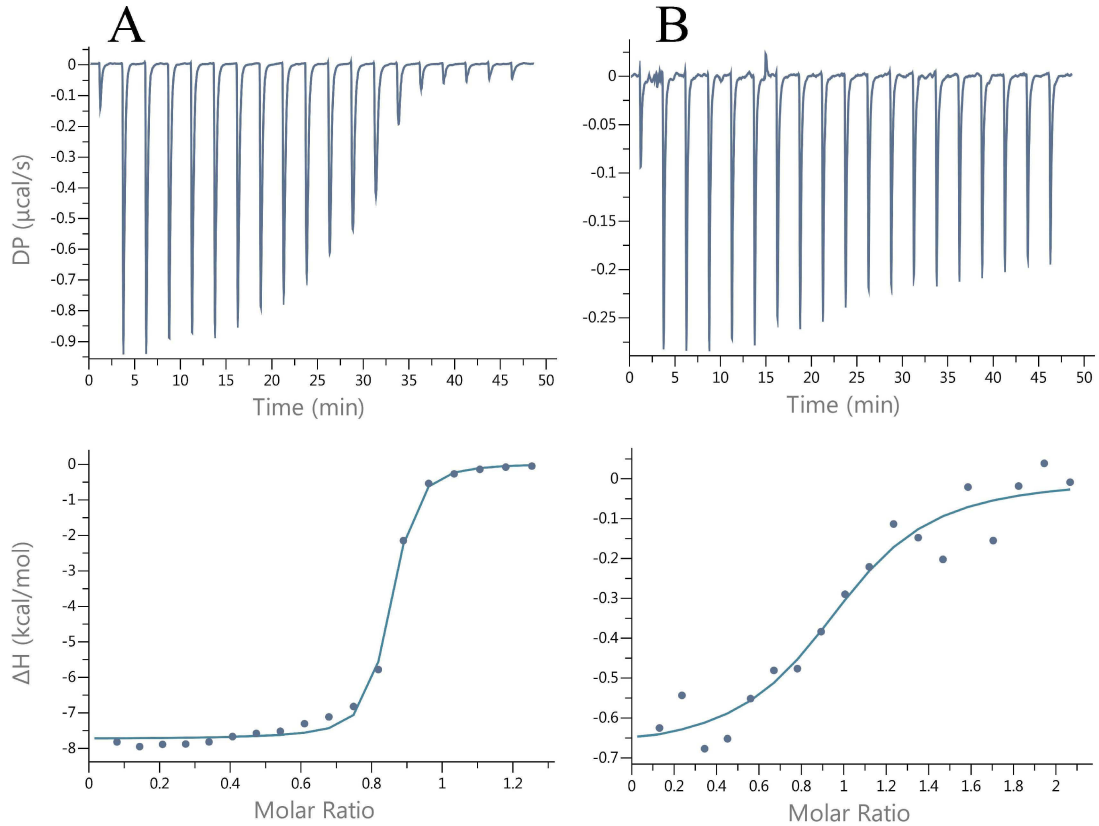 A
B
DP (µcal/s)
0
-0.1
-0.2
-0.3
-0.4
-0.5
-0.6
-0.7
-0.8
-0.9
0 5 10 15 20 25 30 35 40 45 50
Time (min)
0
-0.05
-0.1
-0.15
-0.2
-0.25
0 5 10 15 20 25 30 35 40 45 50
Time (min)
ΔH (kcal/mol)
0
-1
-2
-3
-4
-5
-6
-7
-8
0 0.2 0.4 0.6 0.8 1 1.2
Molar Ratio
0
-0.1
-0.2
-0.3
-0.4
-0.5
-0.6
-0.7
0 0.2 0.4 0.6 0.8 1 1.2 1.4 1.6 1.8 2
Molar Ratio